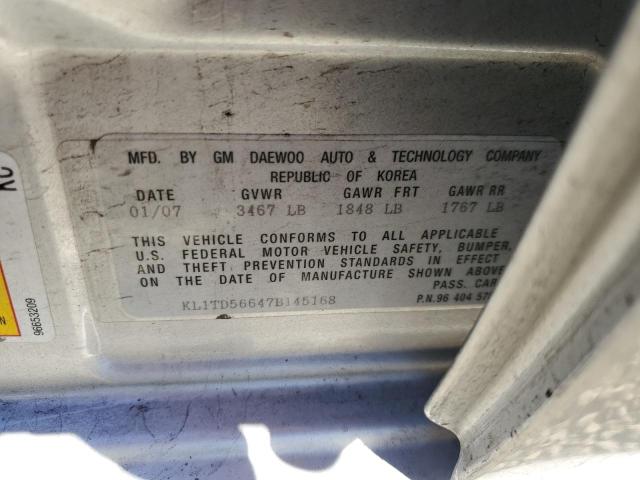 MFD. BY GM DAEWOO AUTO & TECHNOLOGY COMPANY
REPUBLIC OF KOREA
DATE GVWR GAWR FRT GAWR RR
01/07 3467 LB 1848 LB 1767 LB
THIS VEHICLE CONFORMS TO ALL APPLICABLE
U.S. FEDERAL MOTOR VEHICLE SAFETY, BUMPER,
AND THEFT PREVENTION STANDARDS IN EFFECT
ON THE DATE OF MANUFACTURE SHOWN ABOVE
PASS. CAR
KL1TD56647B145168 P.N.96 404
96653209